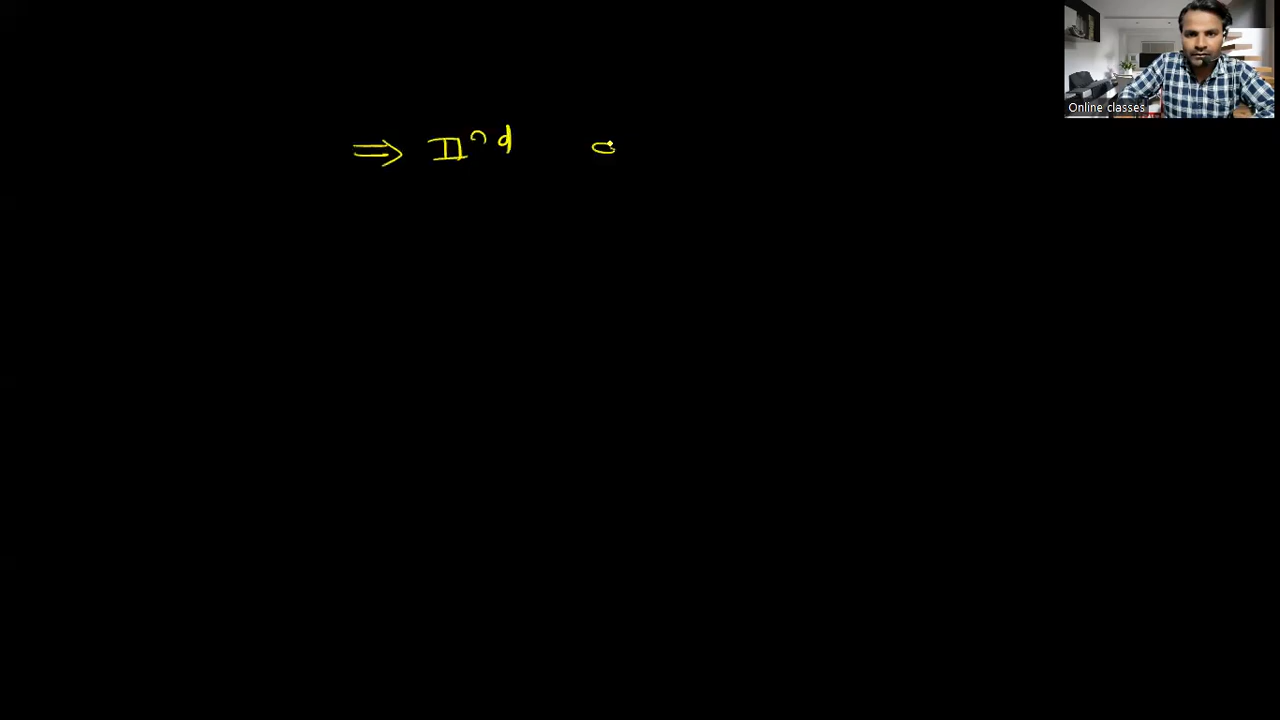 Online classes
⇒ IInd